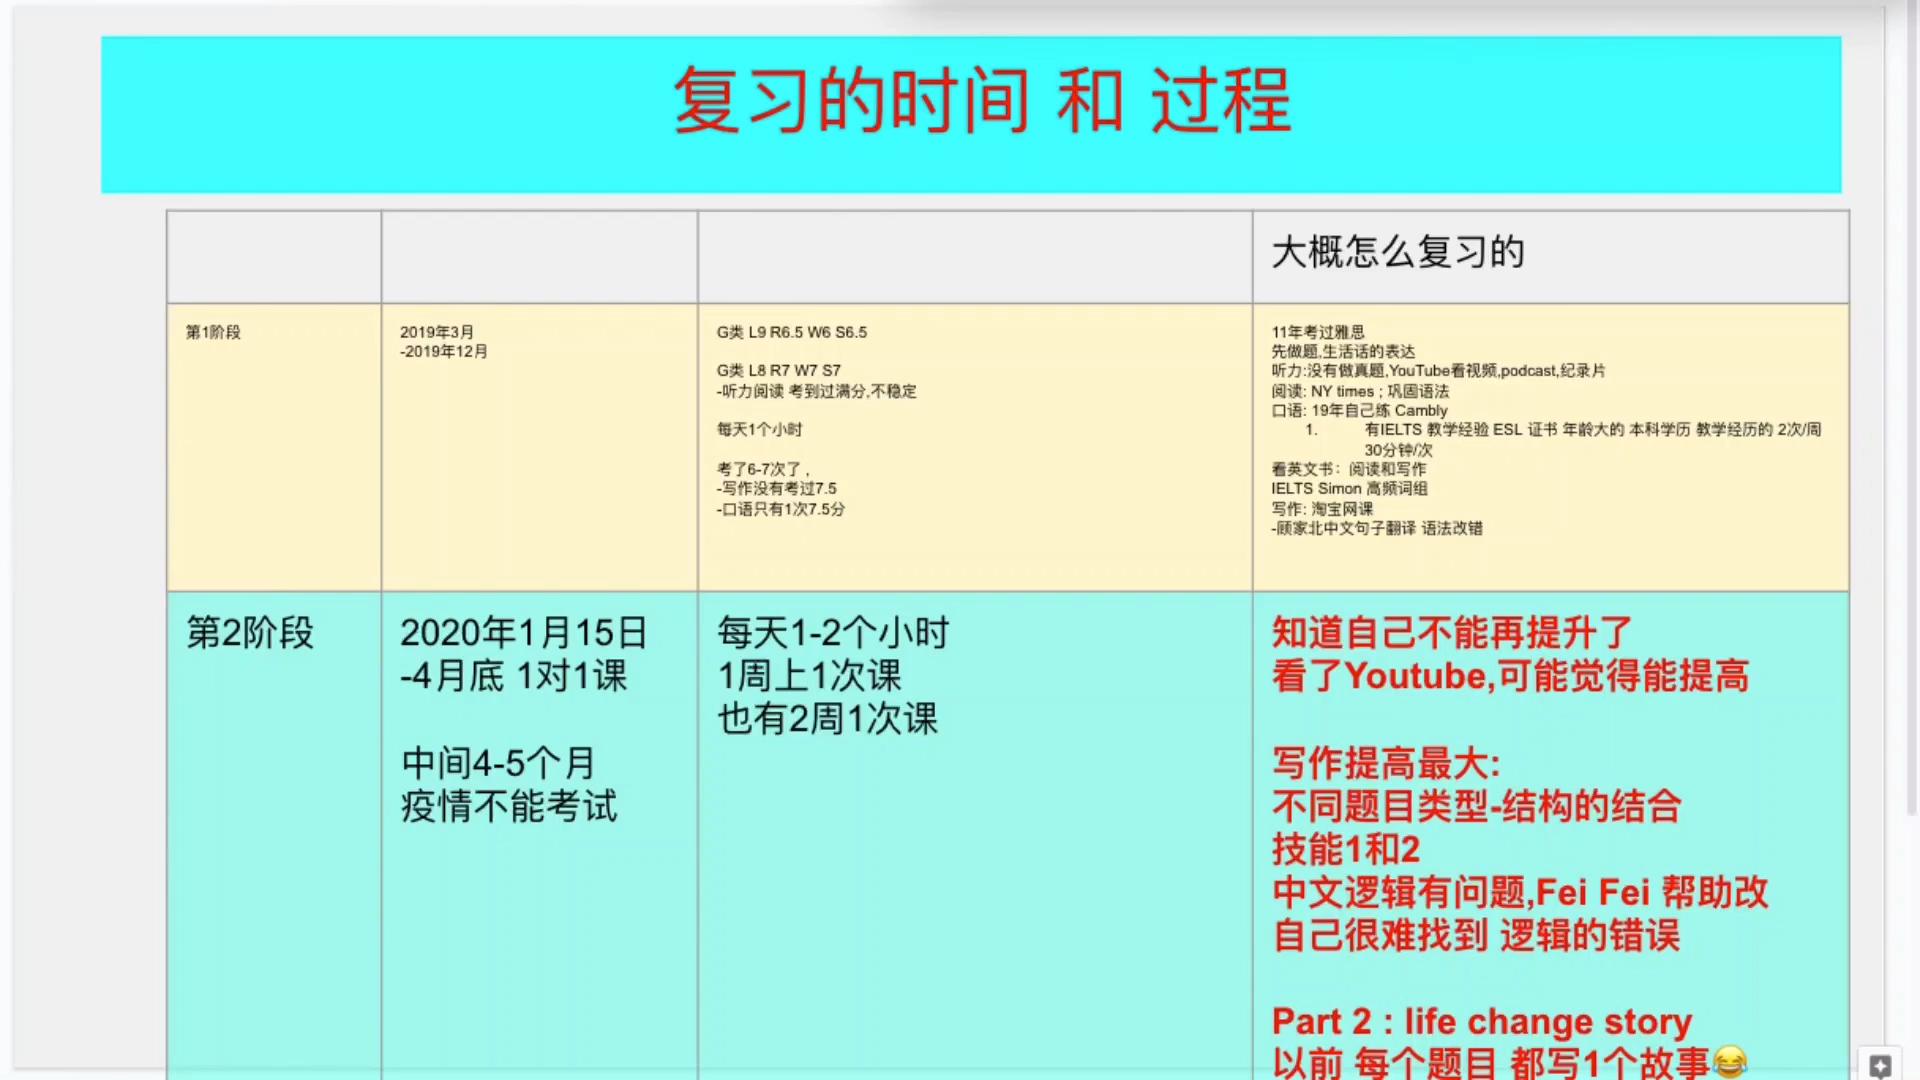 复习的时间 和 过程
大概怎么复习的
第1阶段
2019年3月
-2019年12月
G类 L9 R6.5 W6 S6.5
G类 L8 R7 W7 S7
-听力阅读 考到过满分,不稳定
每天1个小时
考了6-7次了 ,
-写作没有考过7.5
-口语只有1次7.5分
11年考过雅思
先做题,生活话的表达
听力:没有做真题,YouTube看视频,podcast,纪录片
阅读: NY times ; 巩固语法
口语: 19年自己练 Cambly
1. 有IELTS 教学经验 ESL 证书 年龄大的 本科学历 教学经历的 2次/周
30分钟/次
看英文书：阅读和写作
IELTS Simon 高频词组
写作: 淘宝网课
-顾家北中文句子翻译 语法改错
第2阶段
2020年1月15日
-4月底 1对1课
中间4-5个月
疫情不能考试
每天1-2个小时
1周上1次课
也有2周1次课
知道自己不能再提升了
看了Youtube,可能觉得能提高
写作提高最大:
不同题目类型-结构的结合
技能1和2
中文逻辑有问题,Fei Fei 帮助改
自己很难找到 逻辑的错误
Part 2 : life change story
以前 每个题目 都写1个故事😂